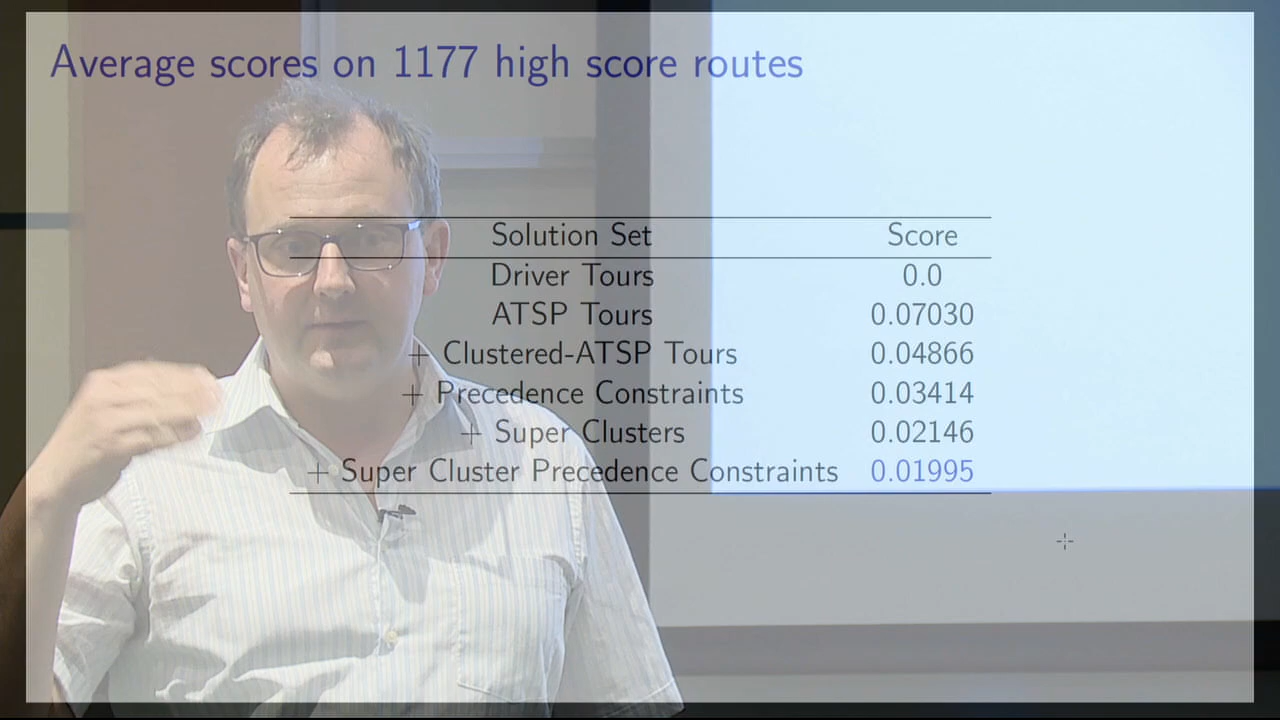 Average scores on 1177 high score routes
Solution Set Score
Driver Tours 0.0
ATSP Tours 0.07030
+ Clustered-ATSP Tours 0.04866
+ Precedence Constraints 0.03414
+ Super Clusters 0.02146
+ Super Cluster Precedence Constraints 0.01995